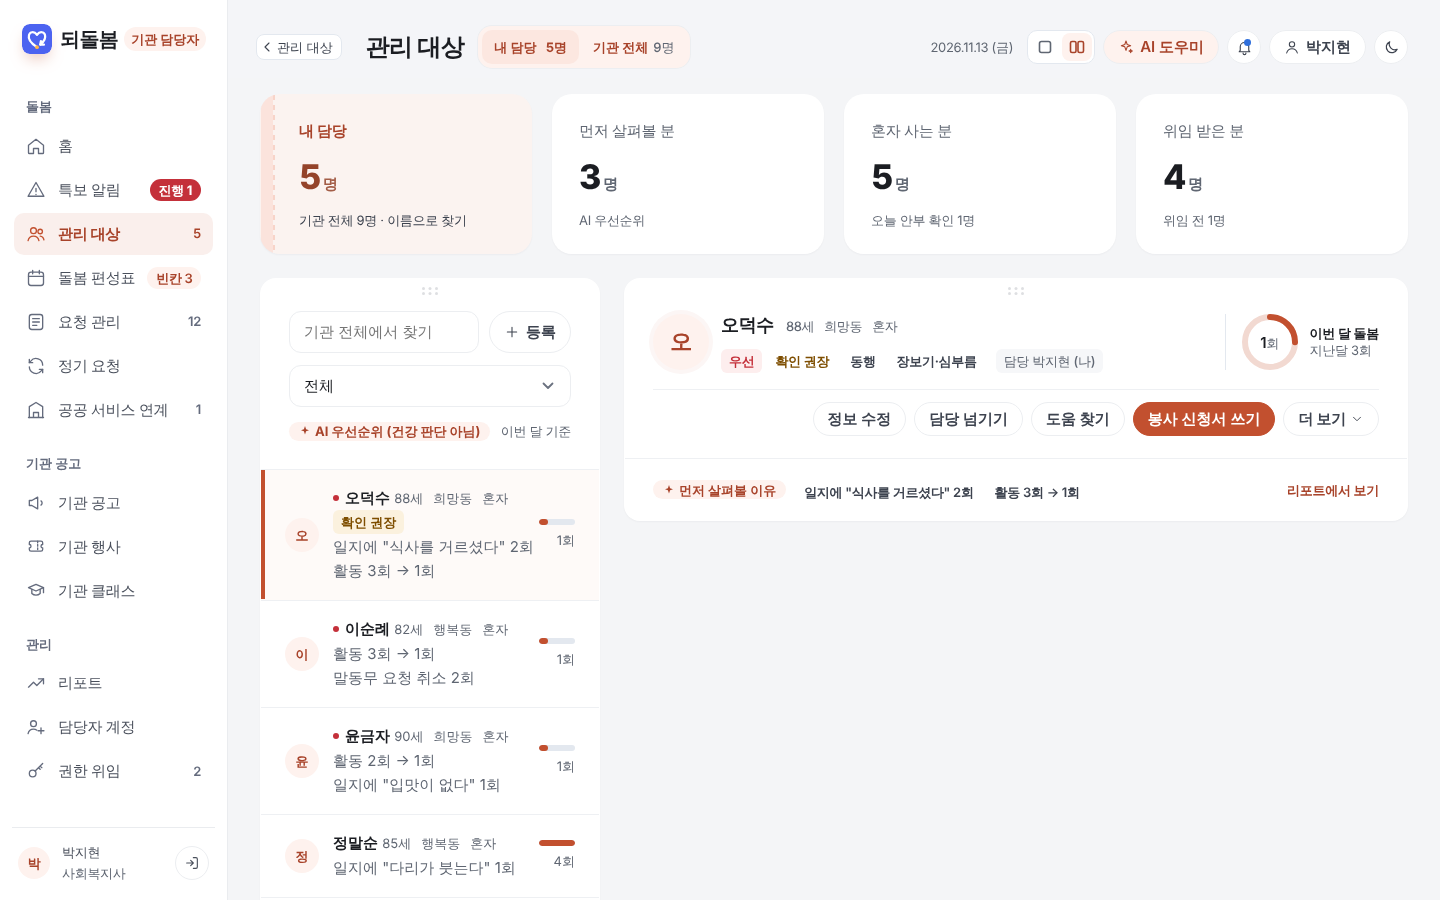 되돌봄 기관 담당자
돌봄
홈
특보 알림 진행 1
관리 대상 5
돌봄 편성표 빈칸 3
요청 관리 12
정기 요청
공공 서비스 연계 1
기관 공고
기관 공고
기관 행사
기관 클래스
관리
리포트
담당자 계정
권한 위임 2
박 박지현
사회복지사
관리 대상
관리 대상
내 담당 5명 기관 전체 9명
2026.11.13 (금)
AI 도우미
박지현
내 담당
5명
기관 전체 9명 · 이름으로 찾기
먼저 살펴볼 분
3명
AI 우선순위
혼자 사는 분
5명
오늘 안부 확인 1명
위임 받은 분
4명
위임 전 1명
기관 전체에서 찾기
+ 등록
전체
AI 우선순위 (건강 판단 아님) 이번 달 기준
오
오덕수 88세 희망동 혼자
확인 권장
일지에 "식사를 거르셨다" 2회
활동 3회 → 1회
1회
이
이순례 82세 행복동 혼자
활동 3회 → 1회
말동무 요청 취소 2회
1회
윤
윤금자 90세 희망동 혼자
활동 2회 → 1회
일지에 "입맛이 없다" 1회
1회
정
정말순 85세 행복동 혼자
일지에 "다리가 붓는다" 1회
4회
오
오덕수 88세 희망동 혼자
우선 확인 권장 동행 장보기·심부름 담당 박지현 (나)
1회
이번 달 돌봄
지난달 3회
정보 수정 담당 넘기기 도움 찾기 봉사 신청서 쓰기 더 보기
먼저 살펴볼 이유 일지에 "식사를 거르셨다" 2회 활동 3회 → 1회 리포트에서 보기